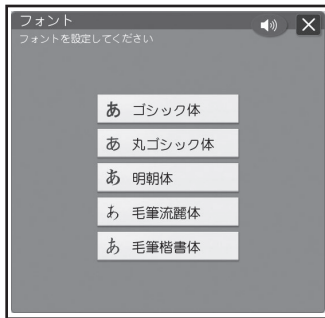 フォント
フォントを設定してください
あ ゴシック体
あ 丸ゴシック体
あ 明朝体
あ 毛筆流麗体
あ 毛筆楷書体